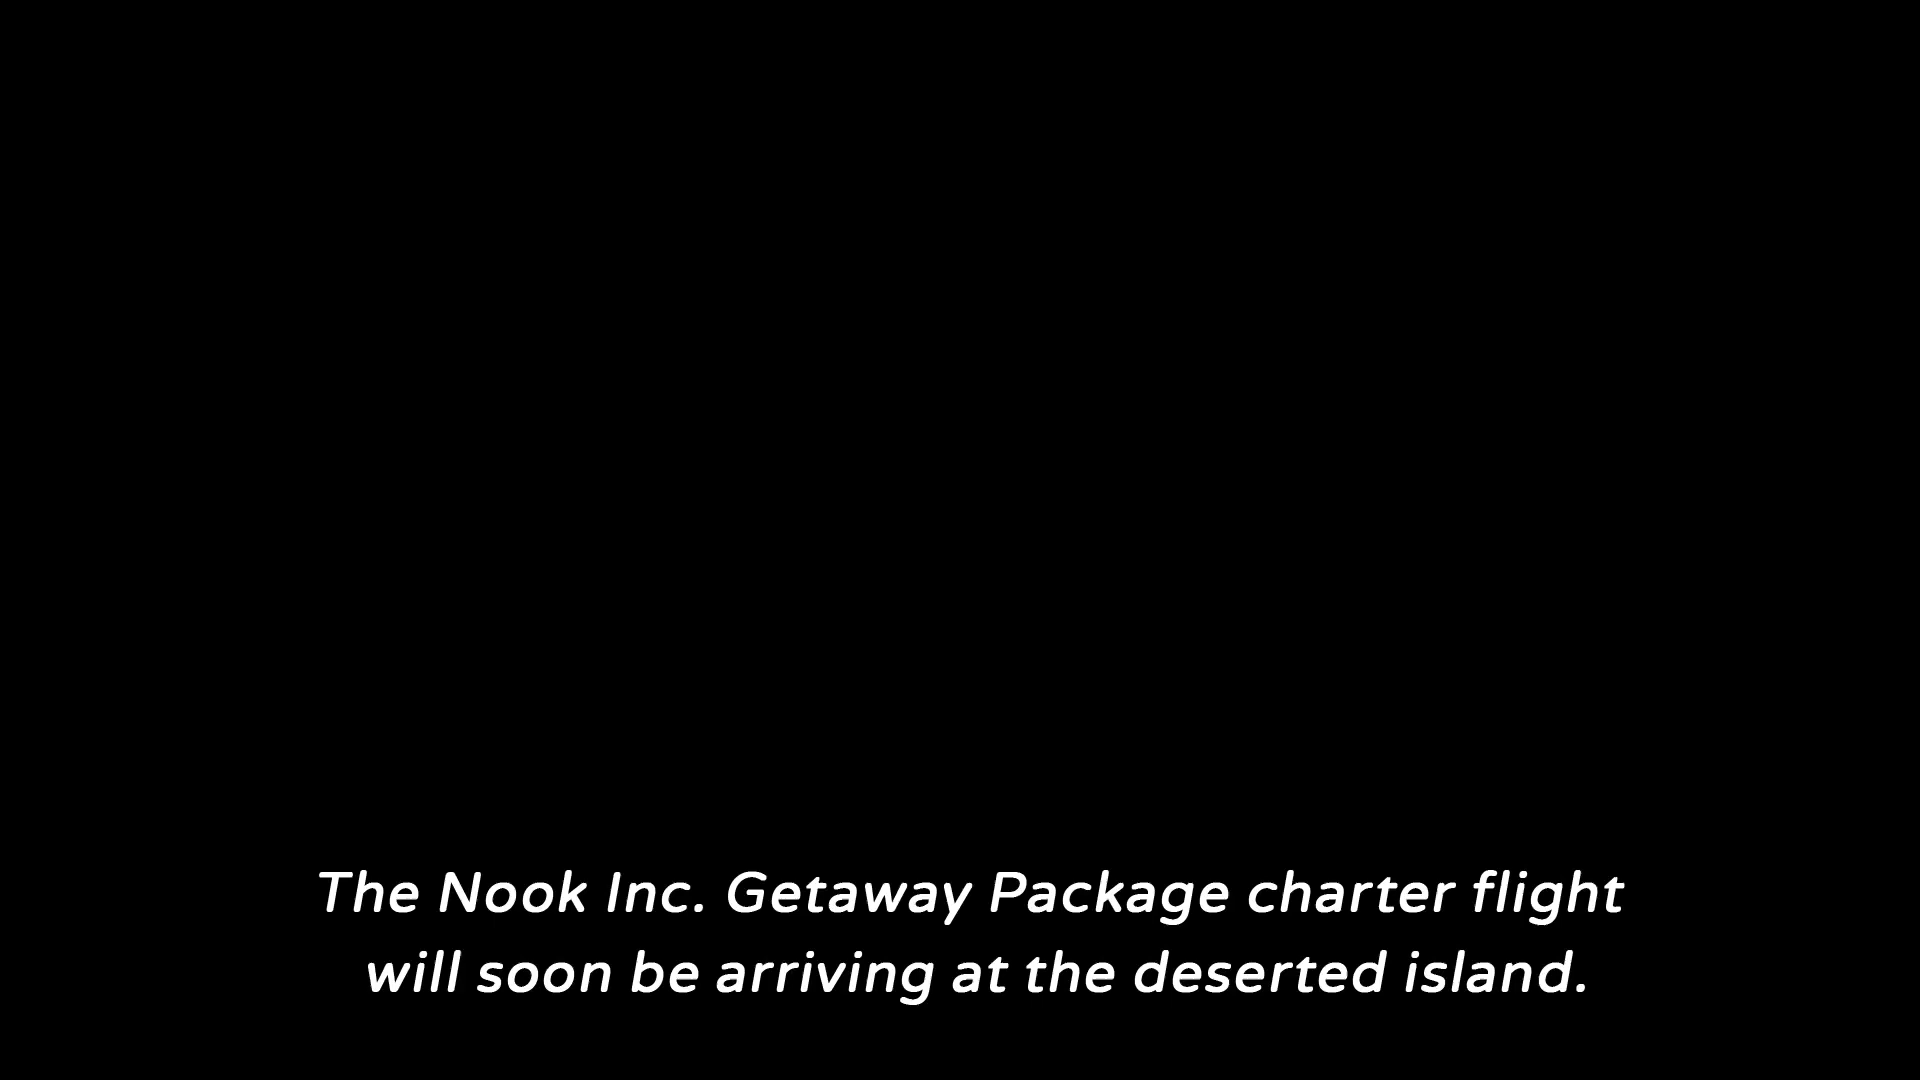 The Nook Inc. Getaway Package charter flight
will soon be arriving at the deserted island.